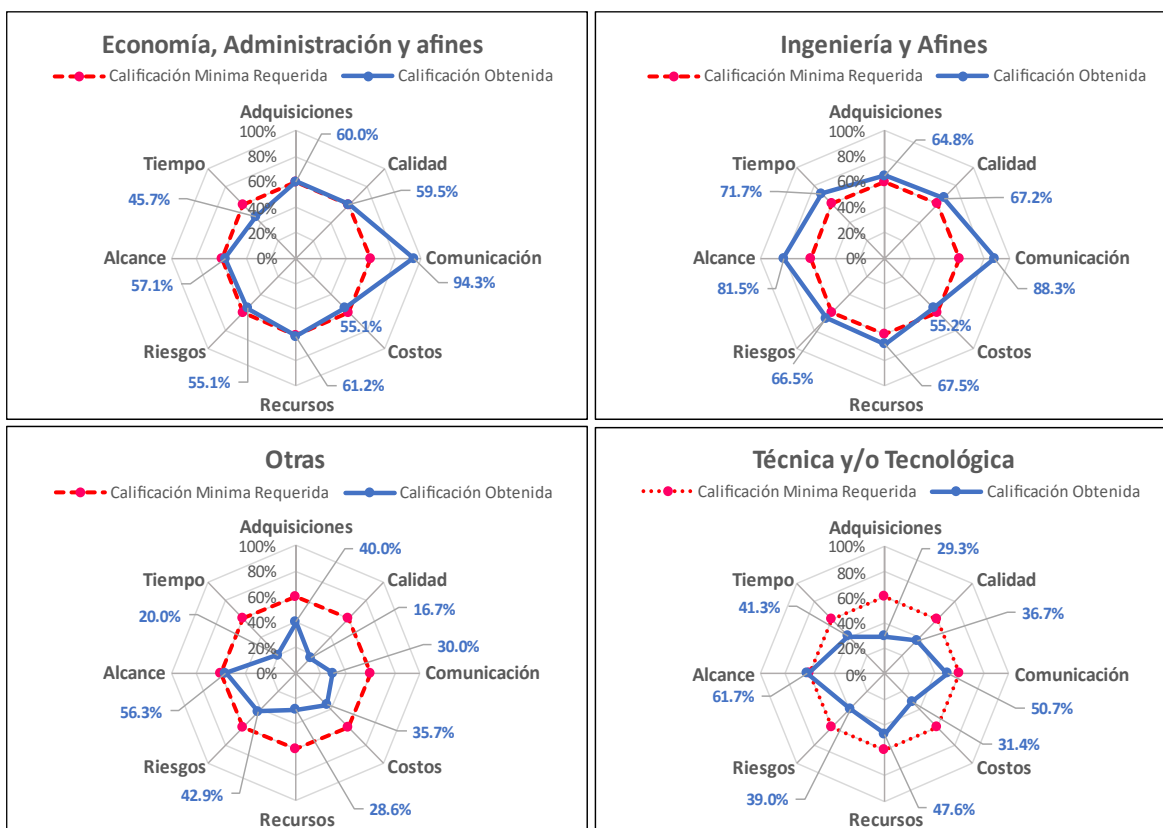 Economía, Administración y afines
Calificación Minima Requerida
Calificación Obtenida
Adquisiciones
100%
80%
60%
40%
20%
0%
60.0%
Calidad
59.5%
Comunicación
94.3%
55.1%
Costos
61.2%
Recursos
55.1%
Riesgos
57.1%
Alcance
45.7%
Tiempo
Ingeniería y Afines
Calificación Minima Requerida
Calificación Obtenida
Adquisiciones
100%
80%
60%
40%
20%
0%
64.8%
Calidad
67.2%
Comunicación
88.3%
55.2%
Costos
67.5%
Recursos
66.5%
Riesgos
81.5%
Alcance
71.7%
Tiempo
Otras
Calificación Minima Requerida
Calificación Obtenida
Adquisiciones
100%
80%
60%
40%
20%
0%
40.0%
Calidad
16.7%
30.0%
Comunicación
35.7%
Costos
28.6%
Recursos
42.9%
Riesgos
56.3%
Alcance
20.0%
Tiempo
Técnica y/o Tecnológica
Calificación Minima Requerida
Calificación Obtenida
Adquisiciones
100%
80%
60%
40%
20%
0%
29.3%
Calidad
36.7%
Comunicación
50.7%
31.4%
Costos
47.6%
Recursos
39.0%
Riesgos
61.7%
Alcance
41.3%
Tiempo